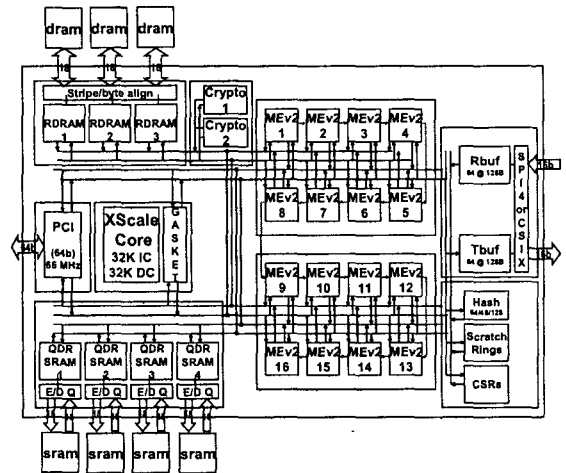 dram dram dram
18 18 18
Stripe/byte align
RDRAM 1
RDRAM 2
RDRAM 3
Crypto 1
Crypto 2
MEv2 1
MEv2 2
MEv2 3
MEv2 4
MEv2 8
MEv2 7
MEv2 6
MEv2 5
Rbuf
64 @ 128B
Tbuf
64 @ 128B
SPI4 or CSIX
16b
16b
PCI
(64b)
66 MHz
64b
XScale
Core
32K IC
32K DC
GASKET
MEv2 9
MEv2 10
MEv2 11
MEv2 12
MEv2 16
MEv2 15
MEv2 14
MEv2 13
Hash
Scratch
Rings
CSRs
QDR SRAM 1
QDR SRAM 2
QDR SRAM 3
QDR SRAM 4
E/D Q
E/D Q
E/D Q
E/D Q
sram sram sram sram